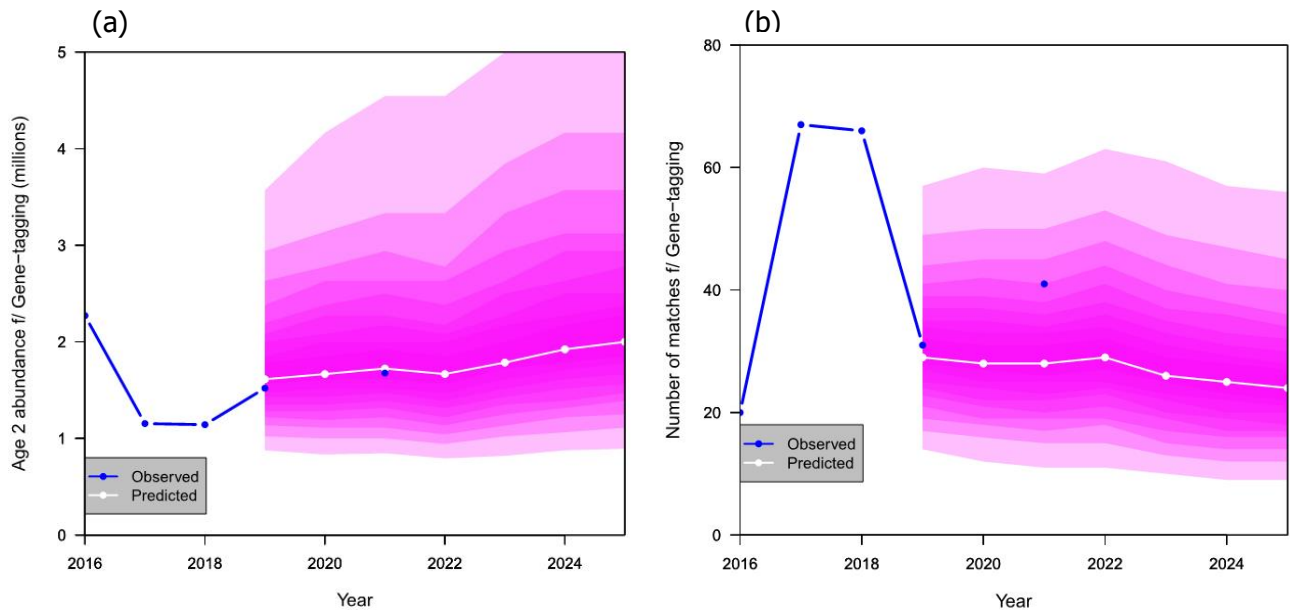 (a)
Age 2 abundance f/ Gene−tagging (millions)
5
4
3
2
1
0
Observed
Predicted
2016
2018
2020
2022
2024
Year
(b)
Number of matches f/ Gene−tagging
80
60
40
20
0
Observed
Predicted
2016
2018
2020
2022
2024
Year